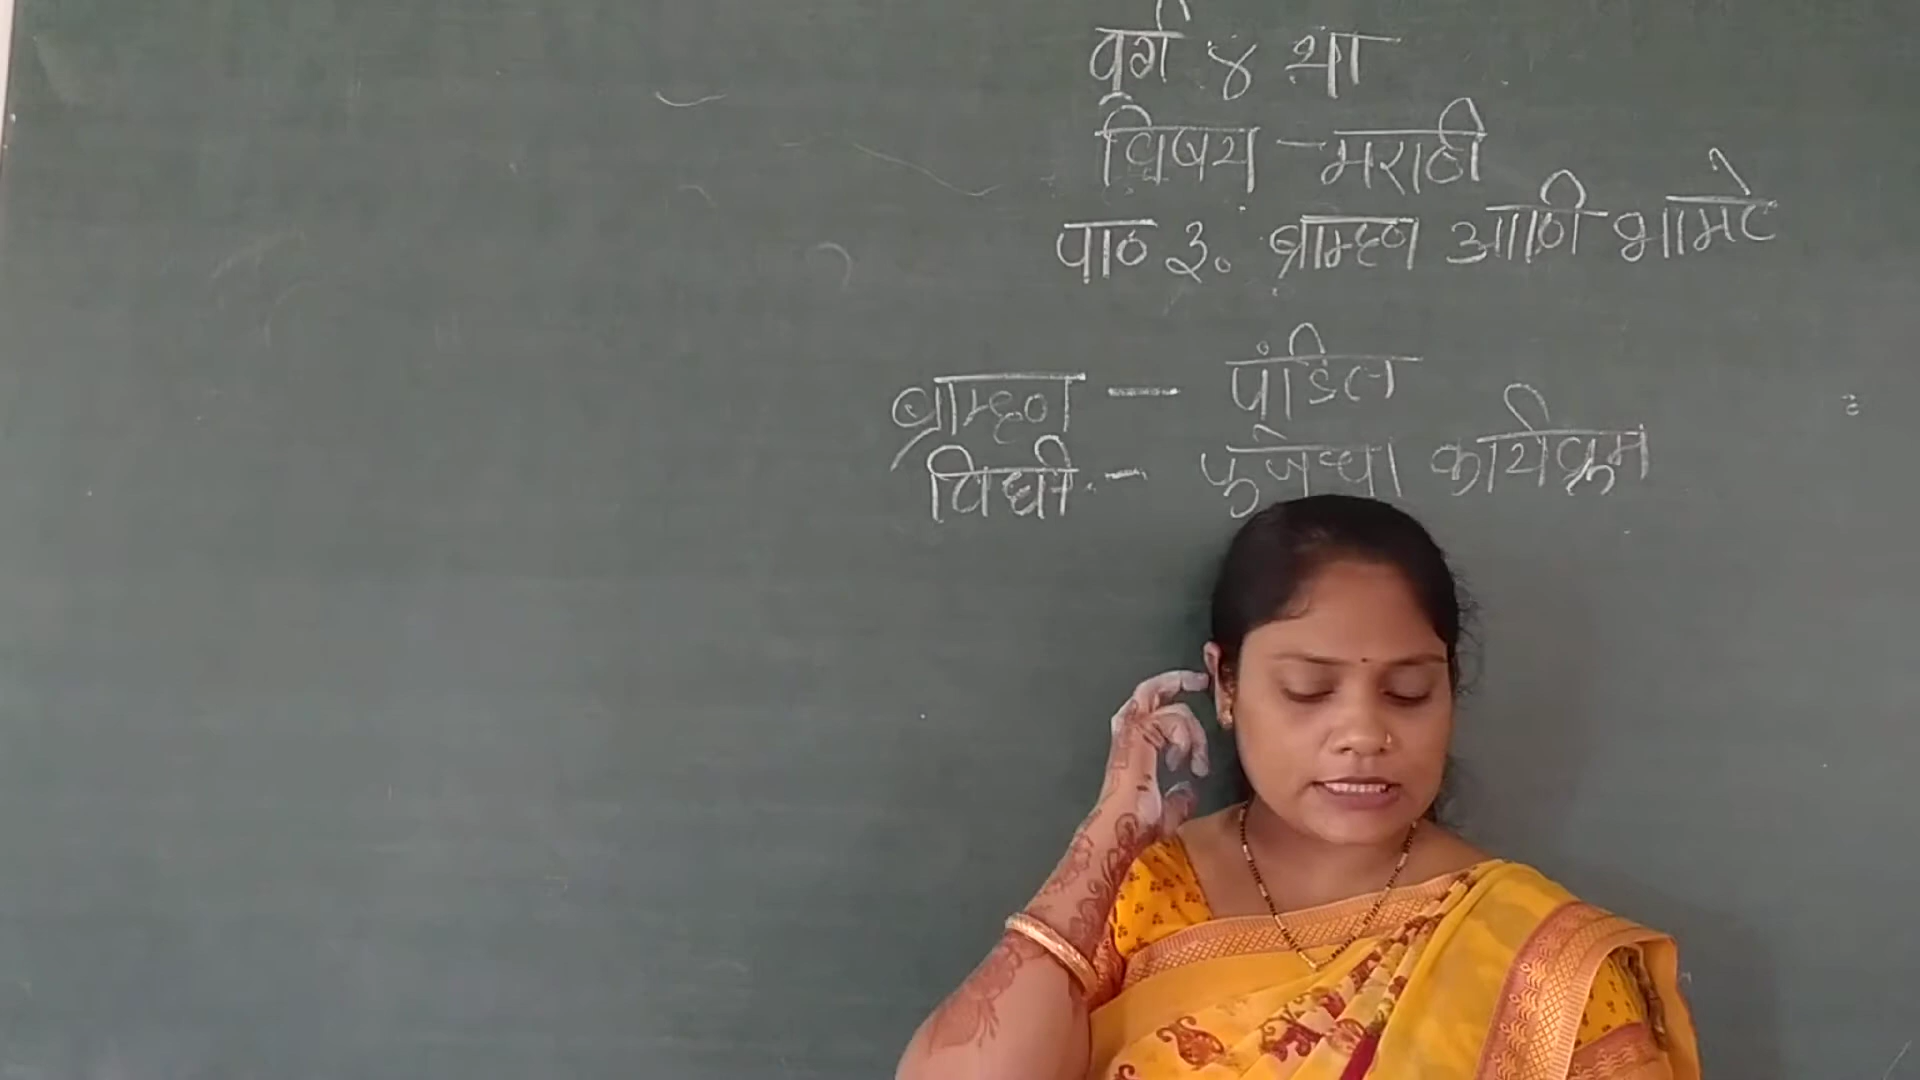 वर्ग ४ था
विषय - मराठी
पाठ ३. ब्राम्हण आणि भामटे
ब्राम्हण - पंडित
विधी - पुजेचा कार्यक्रम